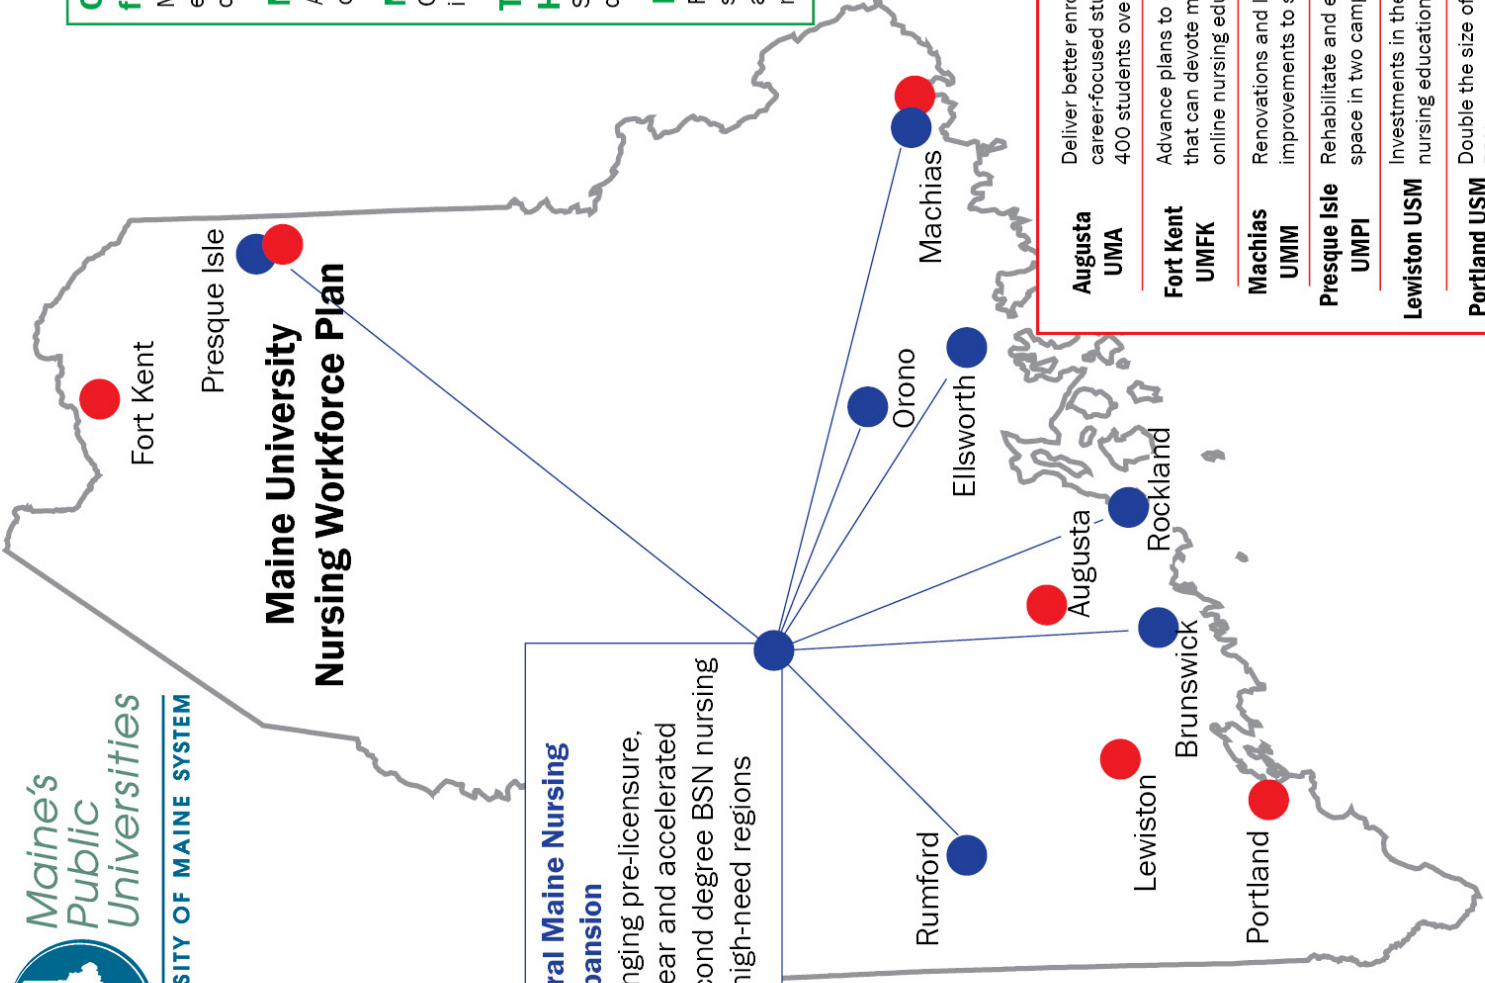 Maine's
Public
Universities
SITY OF MAINE SYSTEM
Maine University
Nursing Workforce Plan
Fort Kent
Presque Isle
ral Maine Nursing
pansion
nging pre-licensure,
ear and accelerated
cond degree BSN nursing
high-need regions
Machias
Orono
Ellsworth
Rockland
Augusta
Brunswick
Rumford
Lewiston
Portland
Augusta
UMA
Deliver better enro
career-focused stu
400 students ove
Fort Kent
UMFK
Advance plans to
that can devote m
online nursing edu
Machias
UMM
Renovations and
improvements to s
Presque Isle
UMPI
Rehabilitate and e
space in two camp
Lewiston USM
Investments in the
nursing education
Portland USM
Double the size of